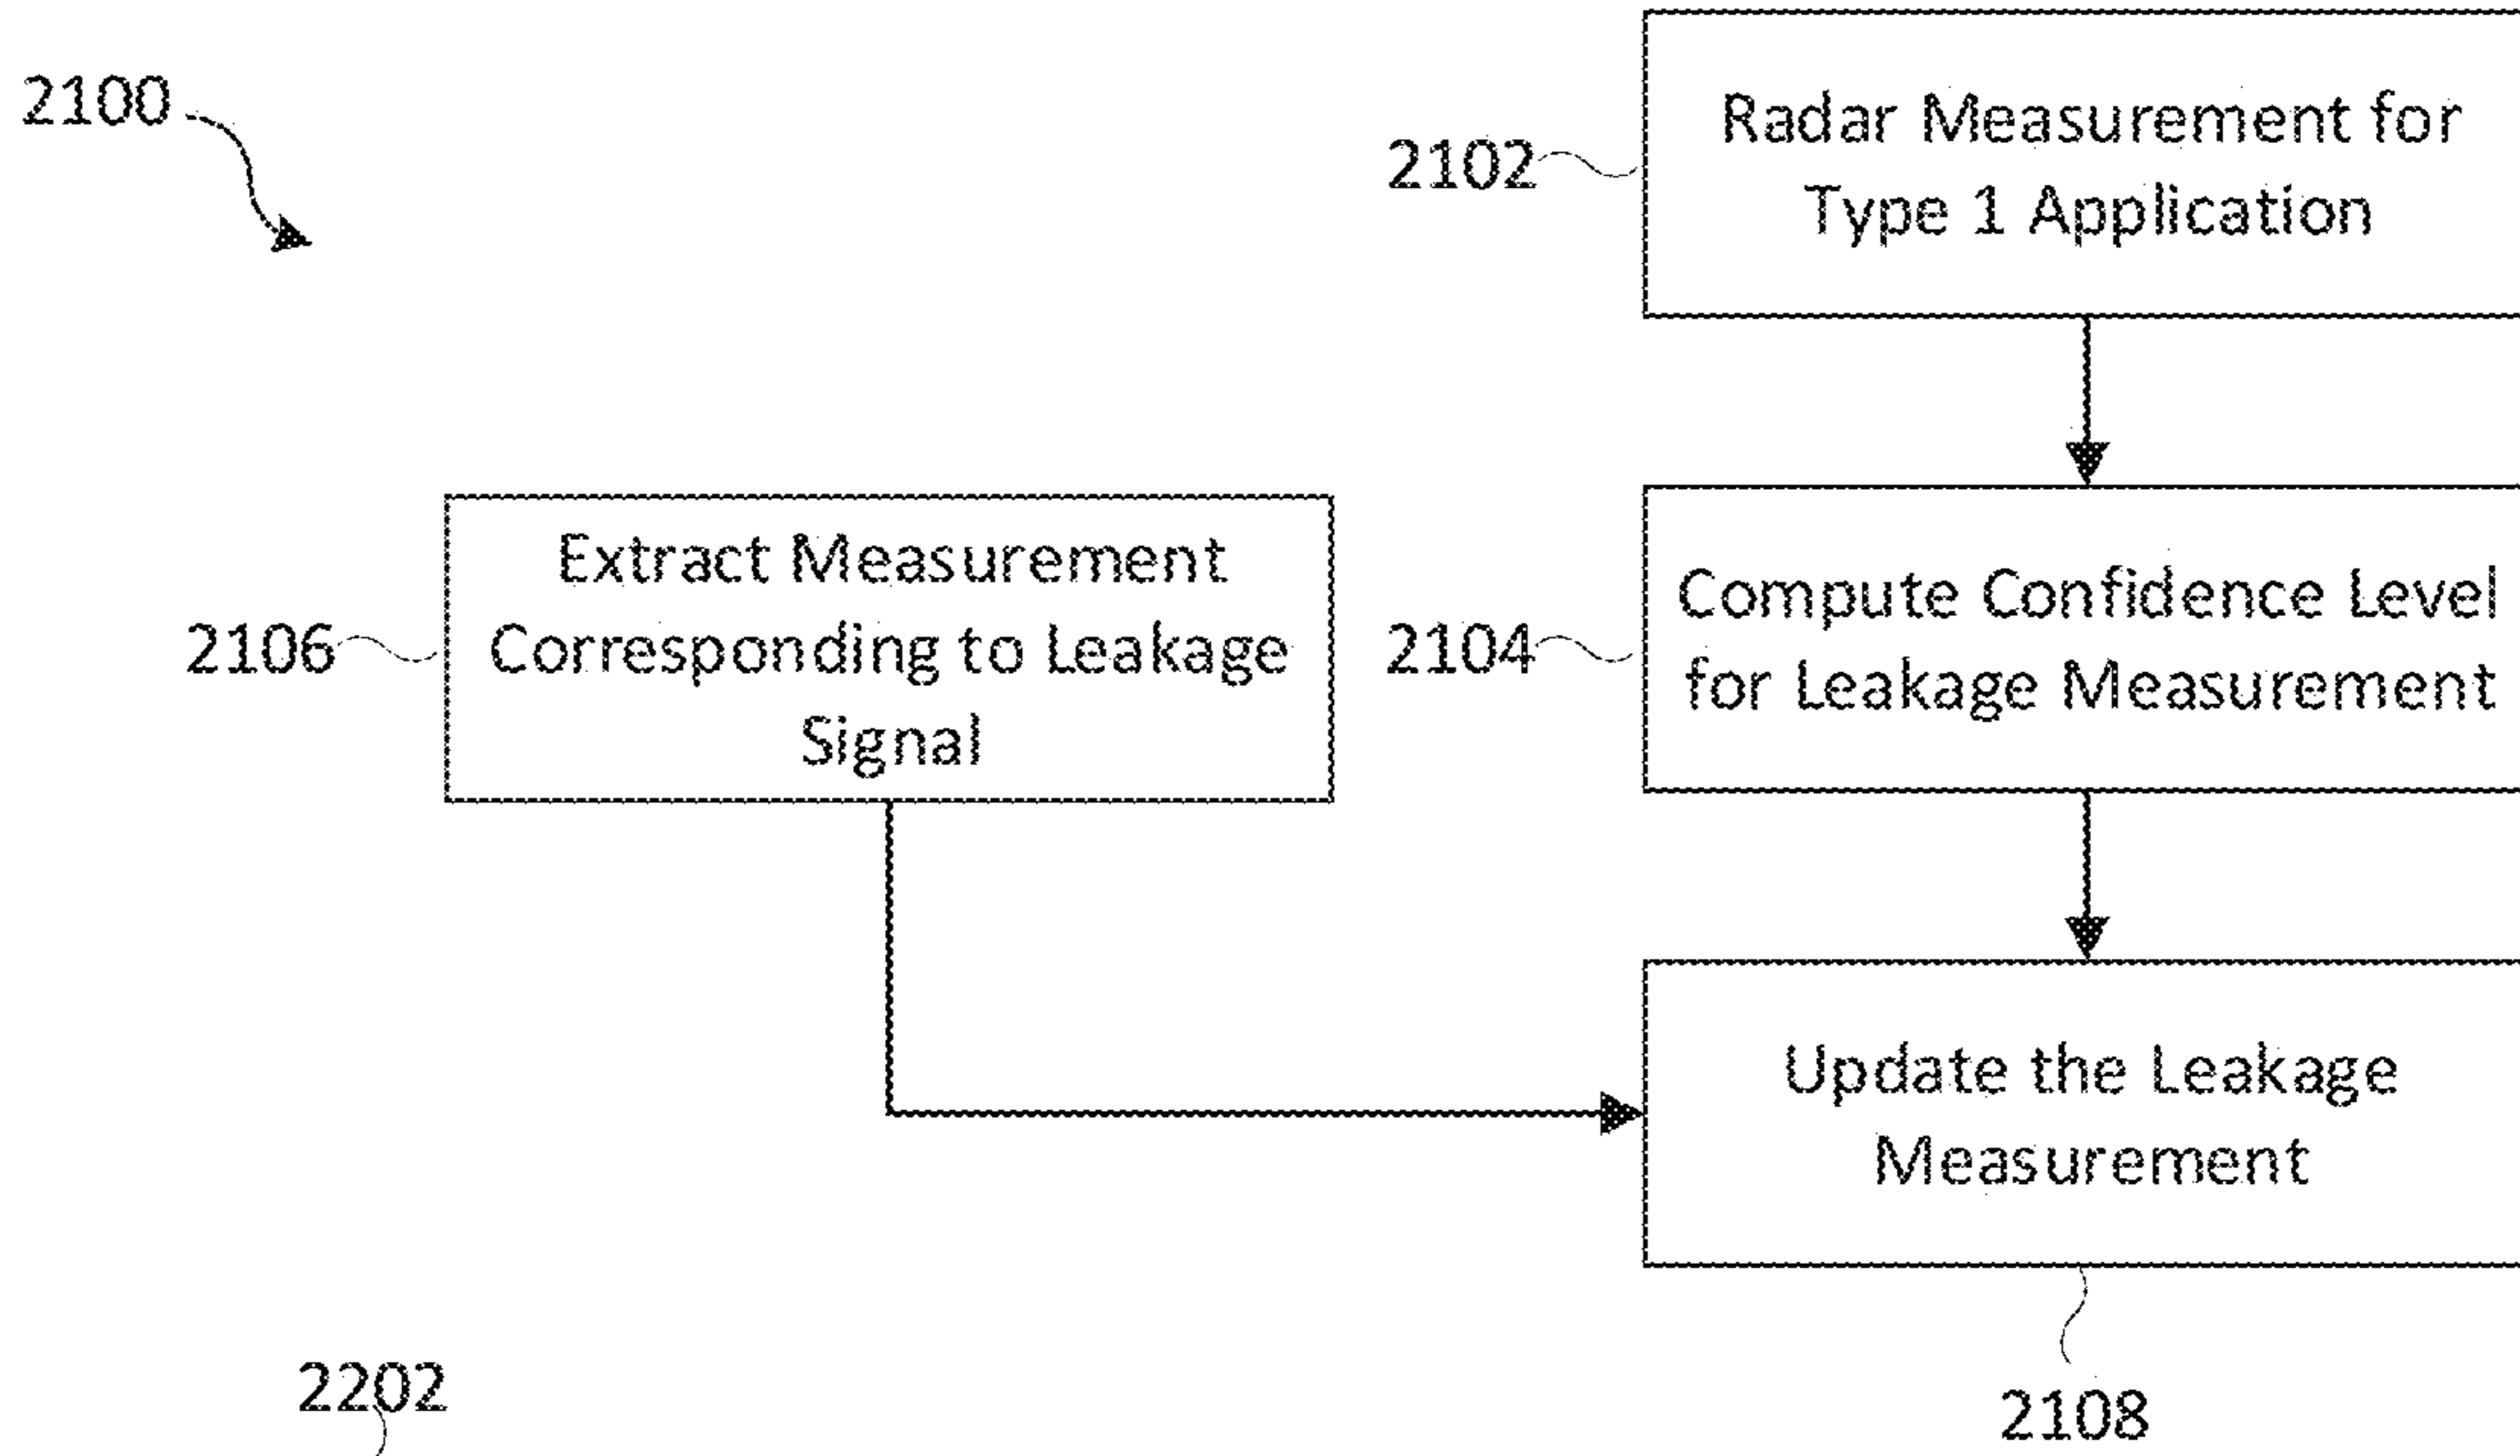 2100
2102
Radar Measurement for
Type 1 Application
2106
Extract Measurement
Corresponding to Leakage
Signal
2104
Compute Confidence Level
for Leakage Measurement
Update the Leakage
Measurement
2108
2202